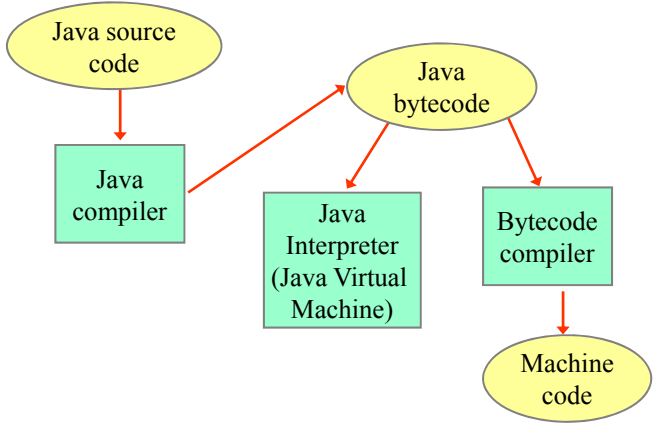 Java source
code
Java
bytecode
Java
compiler
Java
Interpreter
(Java Virtual
Machine)
Bytecode
compiler
Machine
code